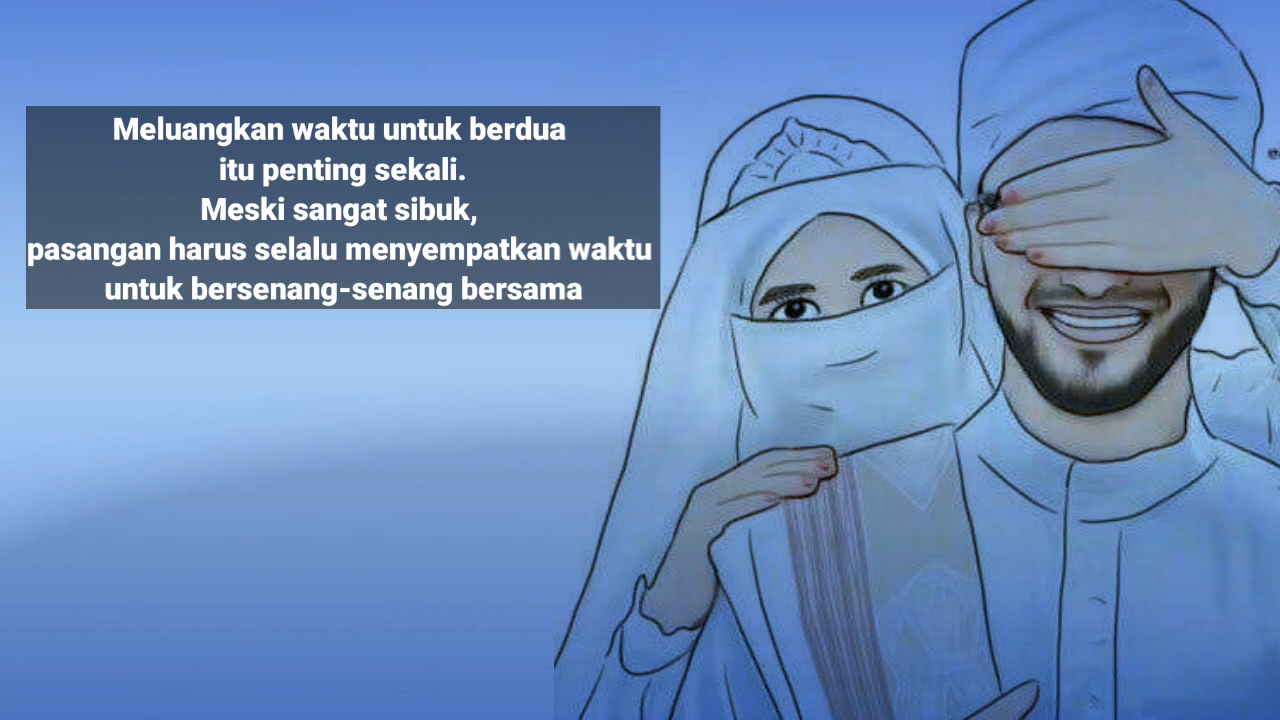 Meluangkan waktu untuk berdua
itu penting sekali.
Meski sangat sibuk,
pasangan harus selalu menyempatkan waktu
untuk bersenang-senang bersama